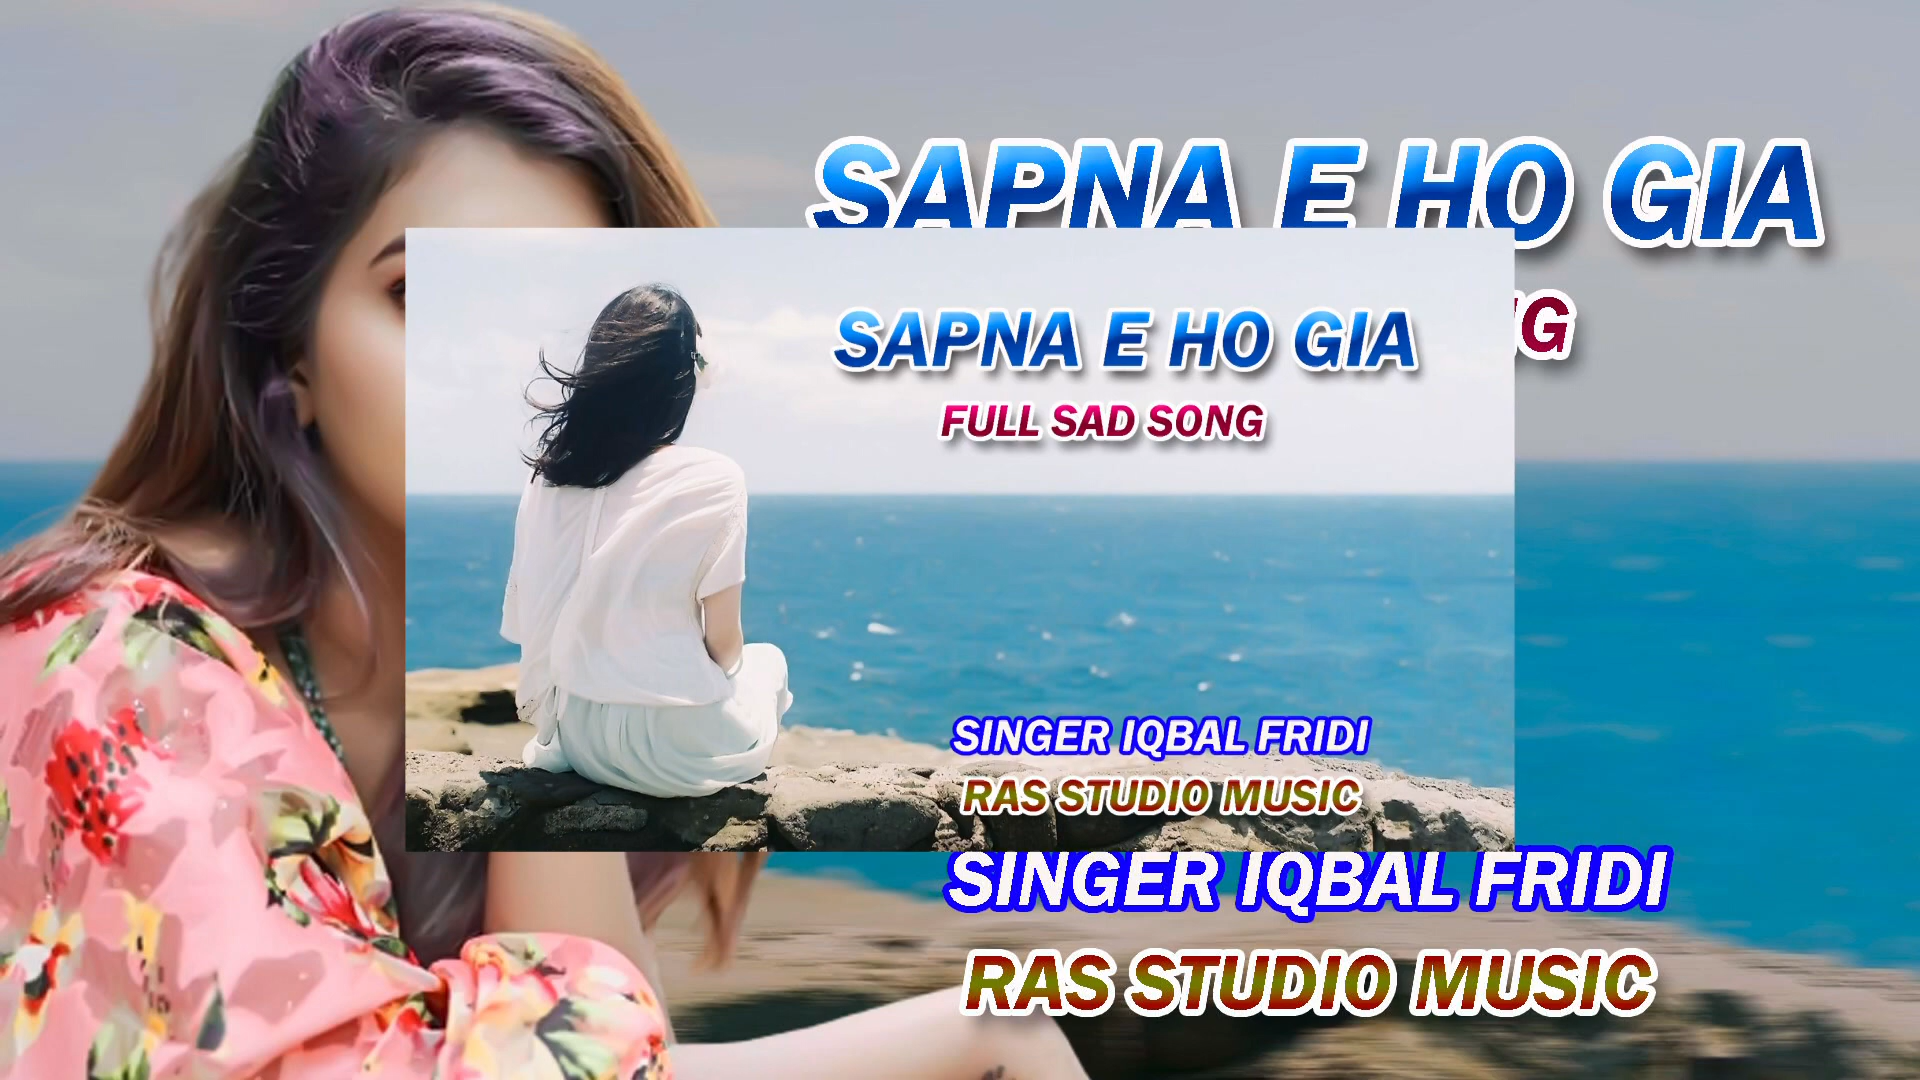 SAPNA E HO GIA
NG
SAPNA E HO GIA
FULL SAD SONG
SINGER IQBAL FRIDI
RAS STUDIO MUSIC
SINGER IQBAL FRIDI
RAS STUDIO MUSIC